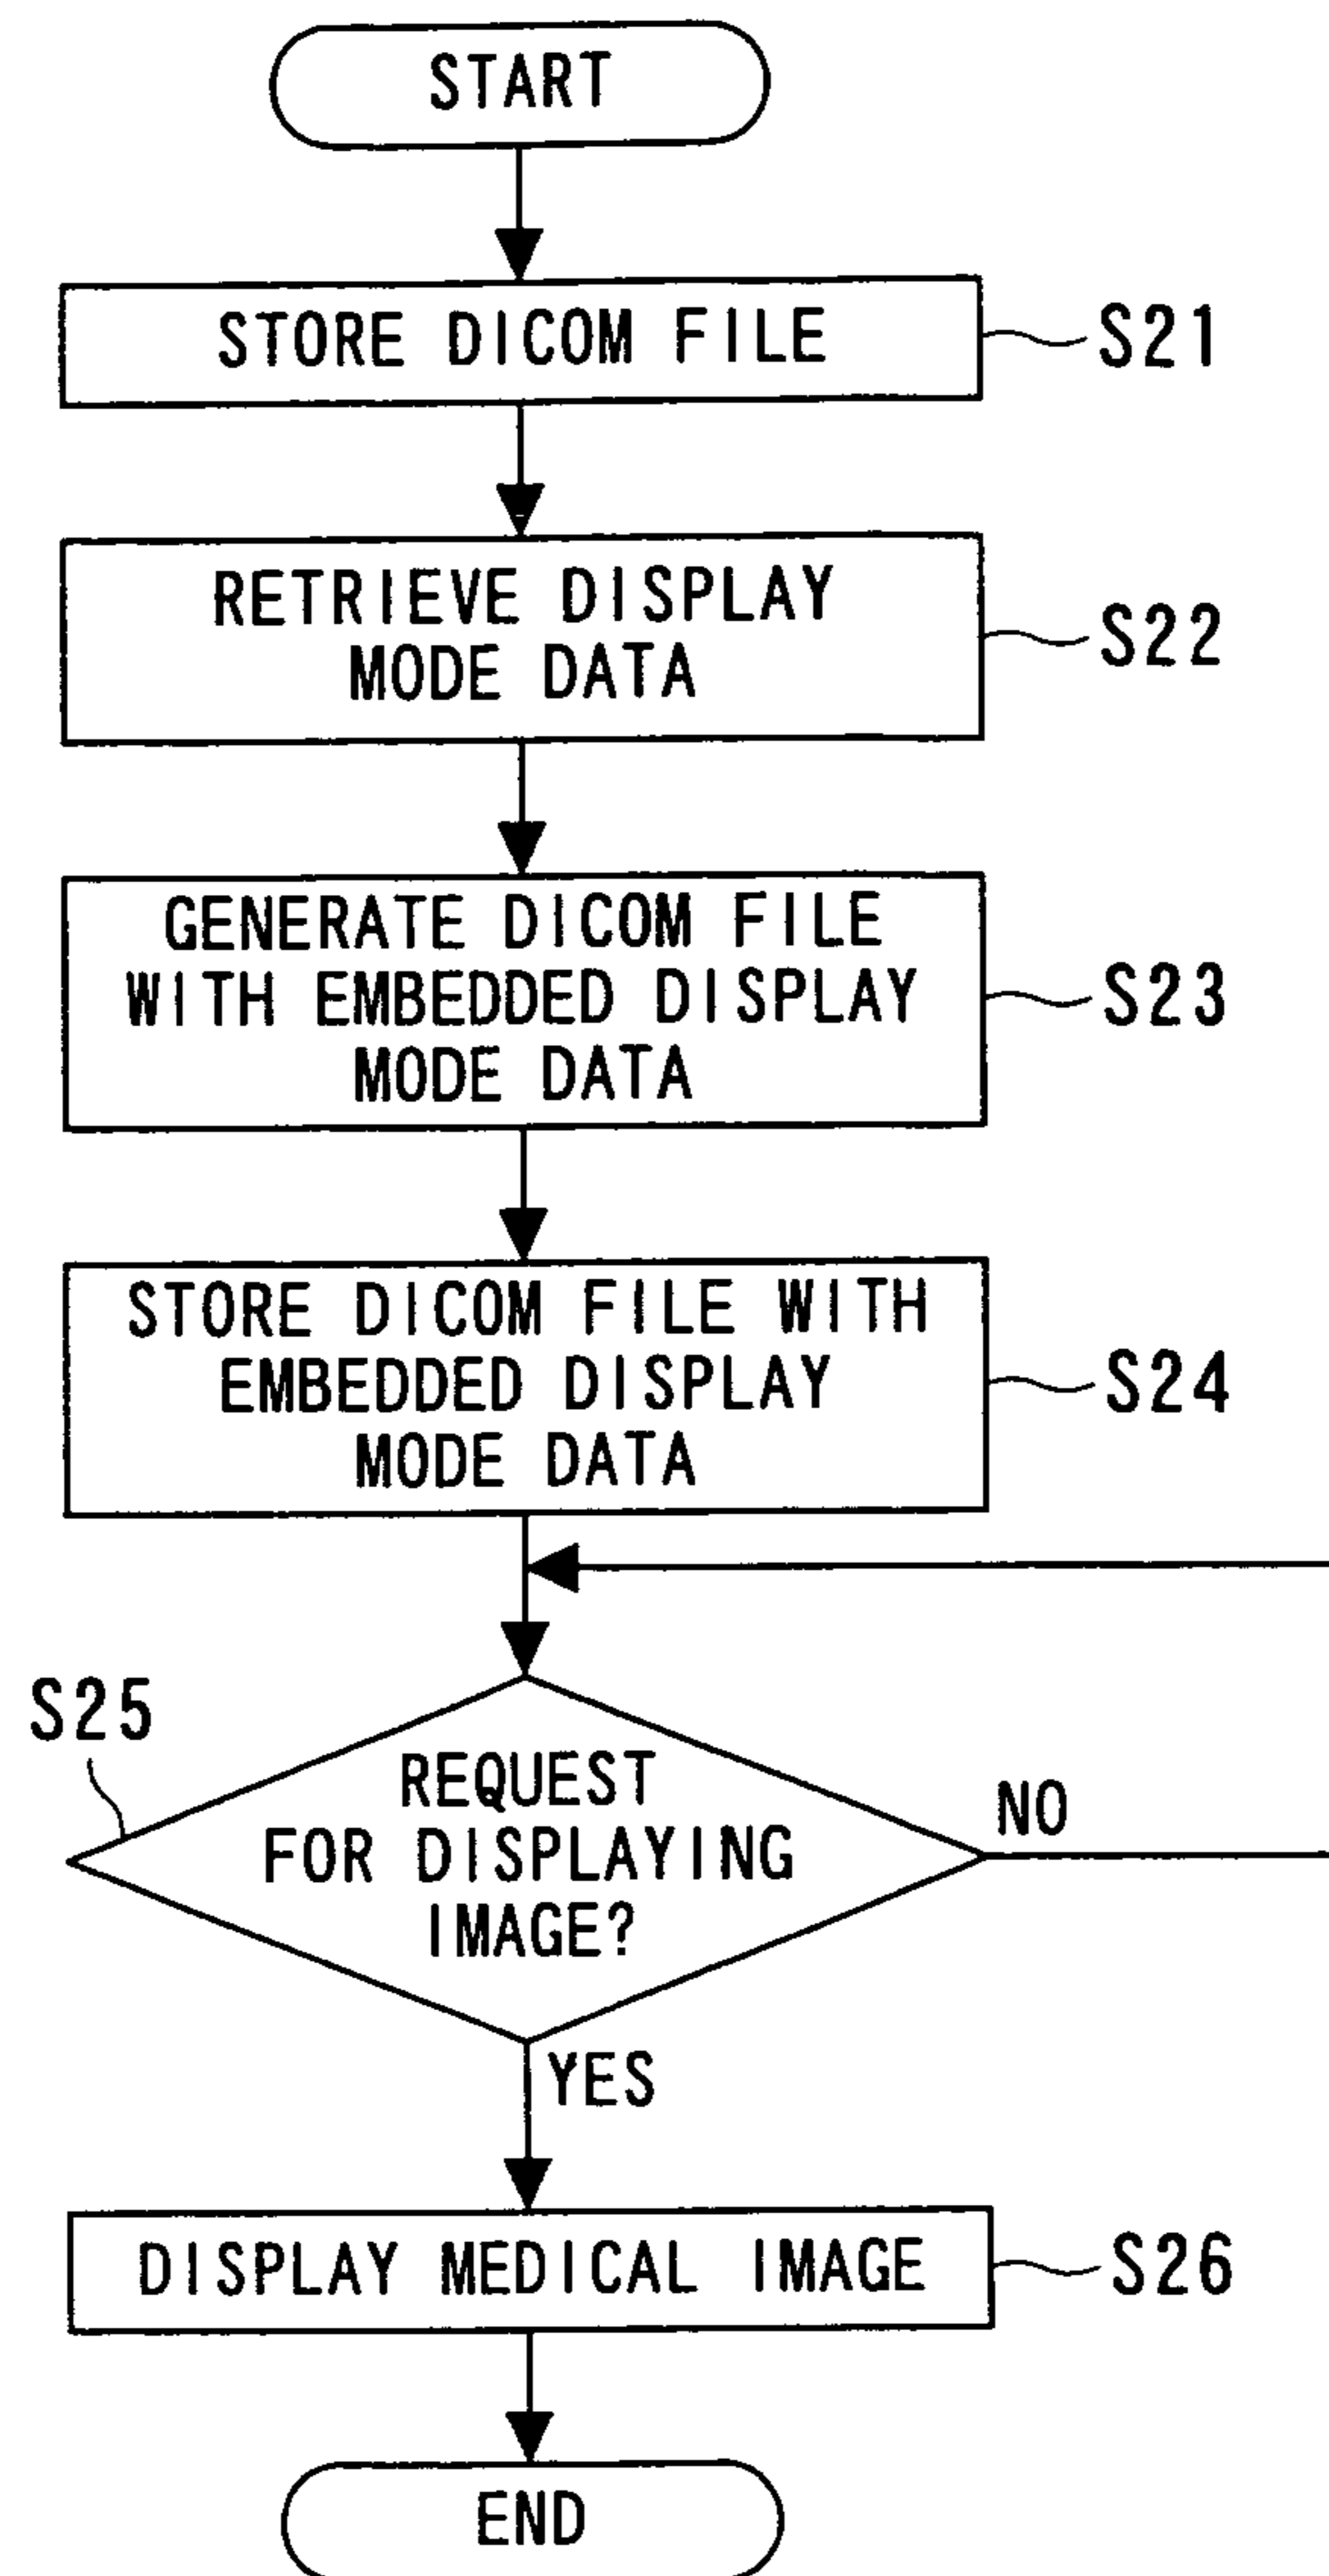 START
STORE DICOM FILE
S21
RETRIEVE DISPLAY
MODE DATA
S22
GENERATE DICOM FILE
WITH EMBEDDED DISPLAY
MODE DATA
S23
STORE DICOM FILE WITH
EMBEDDED DISPLAY
MODE DATA
S24
S25
REQUEST
FOR DISPLAYING
IMAGE?
NO
YES
DISPLAY MEDICAL IMAGE
S26
END